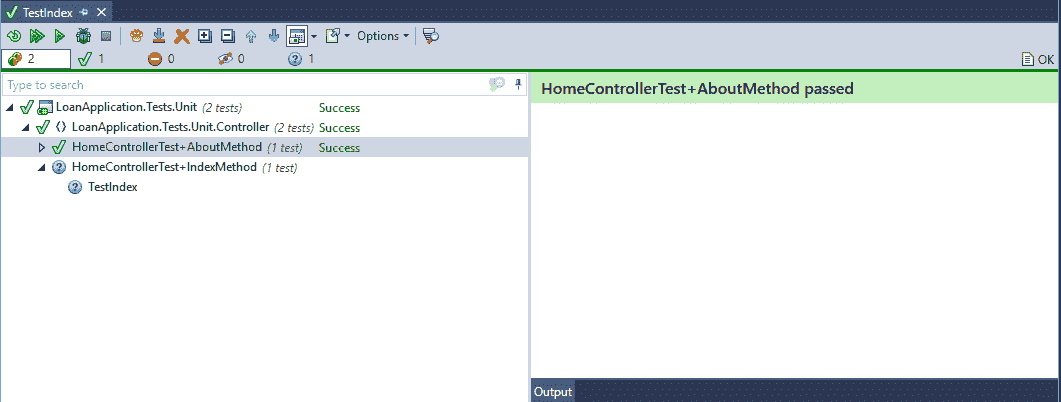 TestIndex
Options
2 1 0 0 1 OK
Type to search
LoanApplication.Tests.Unit (2 tests) Success
LoanApplication.Tests.Unit.Controller (2 tests) Success
HomeControllerTest+AboutMethod (1 test) Success
HomeControllerTest+IndexMethod (1 test)
TestIndex
HomeControllerTest+AboutMethod passed
Output